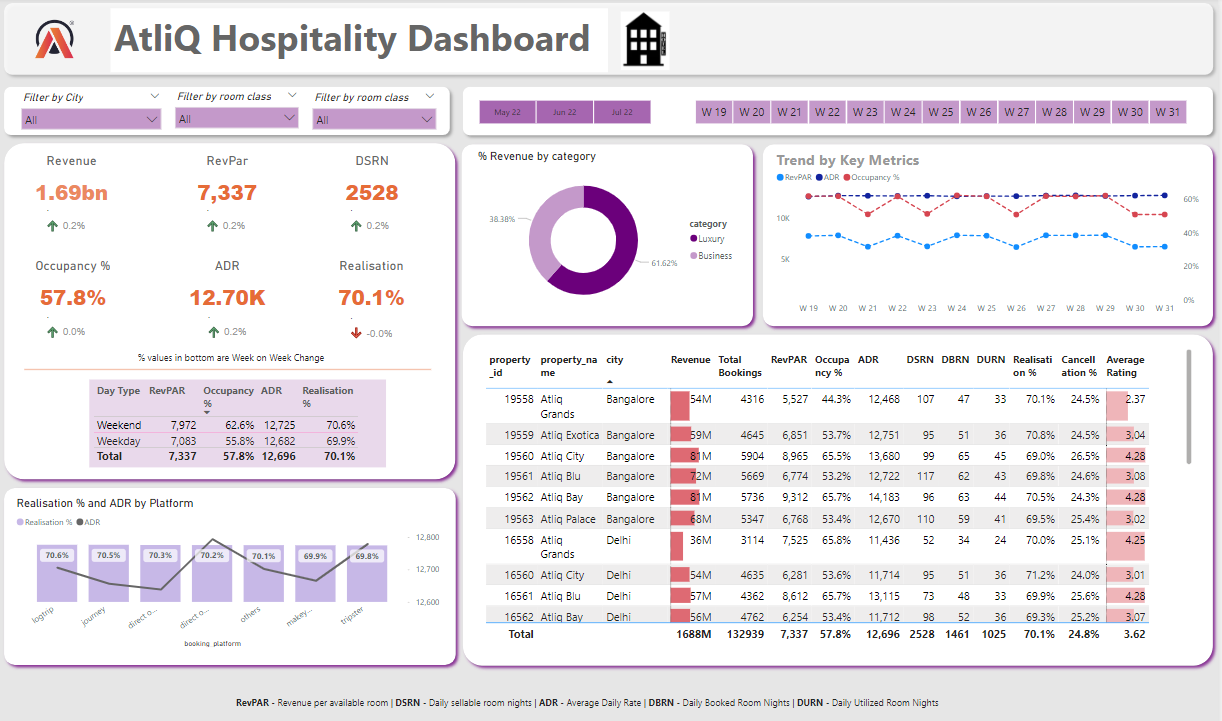 AtliQ Hospitality Dashboard
Filter by City
All
Filter by room class
All
Filter by room class
All
May 22 Jun 22 Jul 22
W 19 W 20 W 21 W 22 W 23 W 24 W 25 W 26 W 27 W 28 W 29 W 30 W 31
Revenue RevPar DSRN
1.69bn 7,337 2528
0.2% 0.2% 0.2%
Occupancy % ADR Realisation
57.8% 12.70K 70.1%
0.0% 0.2% -0.0%
% values in bottom are Week on Week Change
Day Type RevPAR Occupancy % ADR Realisation %
Weekend 7,972 62.6% 12,725 70.6%
Weekday 7,083 55.8% 12,682 69.9%
Total 7,337 57.8% 12,696 70.1%
% Revenue by category
38.38%
61.62%
category
Luxury
Business
Trend by Key Metrics
RevPAR ADR Occupancy %
10K
5K
60%
40%
20%
0%
W 19 W 20 W 21 W 22 W 23 W 24 W 25 W 26 W 27 W 28 W 29 W 30 W 31
Realisation % and ADR by Platform
Realisation % ADR
12,800
12,700
12,600
70.6% 70.5% 70.3% 70.2% 70.1% 69.9% 69.8%
logtrip journey direct o... direct o... others makey... tripster
booking_platform
property_id property_name city Revenue Total Bookings RevPAR Occupancy % ADR DSRN DBRN DURN Realisation % Cancellation % Average Rating
19558 Atliq Grands Bangalore 54M 4316 5,527 44.3% 12,468 107 47 33 70.1% 24.5% 2.37
19559 Atliq Exotica Bangalore 59M 4645 6,851 53.7% 12,751 95 51 36 70.8% 24.5% 3.04
19560 Atliq City Bangalore 81M 5904 8,965 65.5% 13,680 99 65 45 69.0% 26.5% 4.28
19561 Atliq Blu Bangalore 72M 5669 6,774 53.2% 12,722 117 62 43 69.8% 24.6% 3.08
19562 Atliq Bay Bangalore 81M 5736 9,312 65.7% 14,183 96 63 44 70.5% 24.3% 4.28
19563 Atliq Palace Bangalore 68M 5347 6,768 53.4% 12,670 110 59 41 69.5% 25.4% 3.02
16558 Atliq Grands Delhi 36M 3114 7,525 65.8% 11,436 52 34 24 70.0% 25.1% 4.25
16560 Atliq City Delhi 54M 4635 6,281 53.6% 11,714 95 51 36 71.2% 24.0% 3.01
16561 Atliq Blu Delhi 57M 4362 8,612 65.7% 13,115 73 48 33 69.9% 25.6% 4.28
16562 Atliq Bay Delhi 56M 4762 6,254 53.4% 11,712 98 52 36 69.3% 25.2% 3.07
Total 1688M 132939 7,337 57.8% 12,696 2528 1461 1025 70.1% 24.8% 3.62
RevPAR - Revenue per available room | DSRN - Daily sellable room nights | ADR - Average Daily Rate | DBRN - Daily Booked Room Nights | DURN - Daily Utilized Room Nights